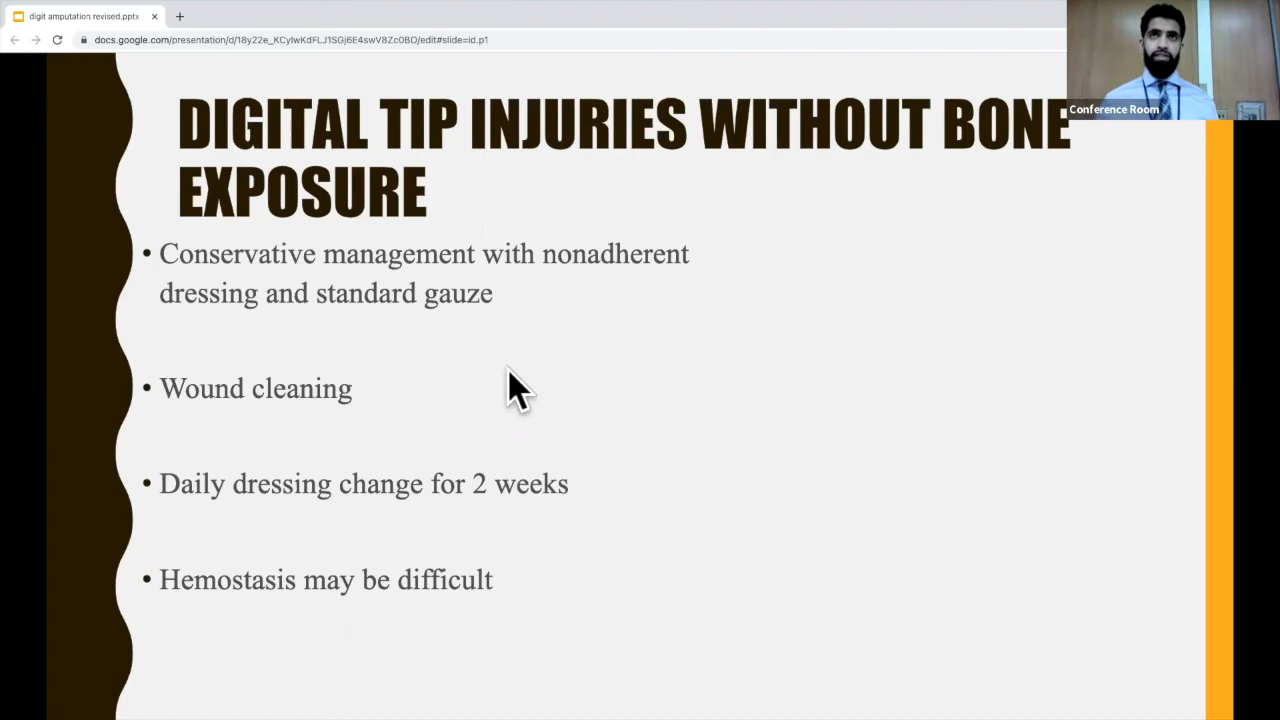 digit amputation revised.pptx
docs.google.com/presentation/d/18y22e_KCyIwKdFLJ1SGj6E4swV8Zc0BO/edit#slide=id.p1
Conference Room
DIGITAL TIP INJURIES WITHOUT BONE
EXPOSURE
• Conservative management with nonadherent
dressing and standard gauze
• Wound cleaning
• Daily dressing change for 2 weeks
• Hemostasis may be difficult